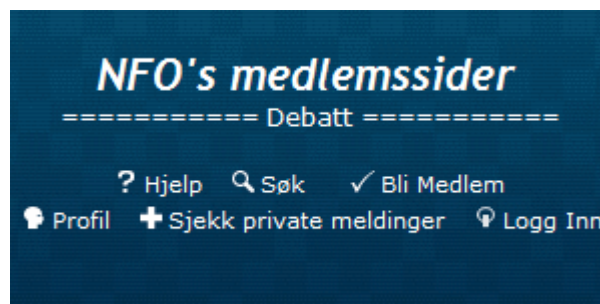 NFO's medlemssider
=========== Debatt ===========
Hjelp Søk Bli Medlem
Profil Sjekk private meldinger Logg Inn